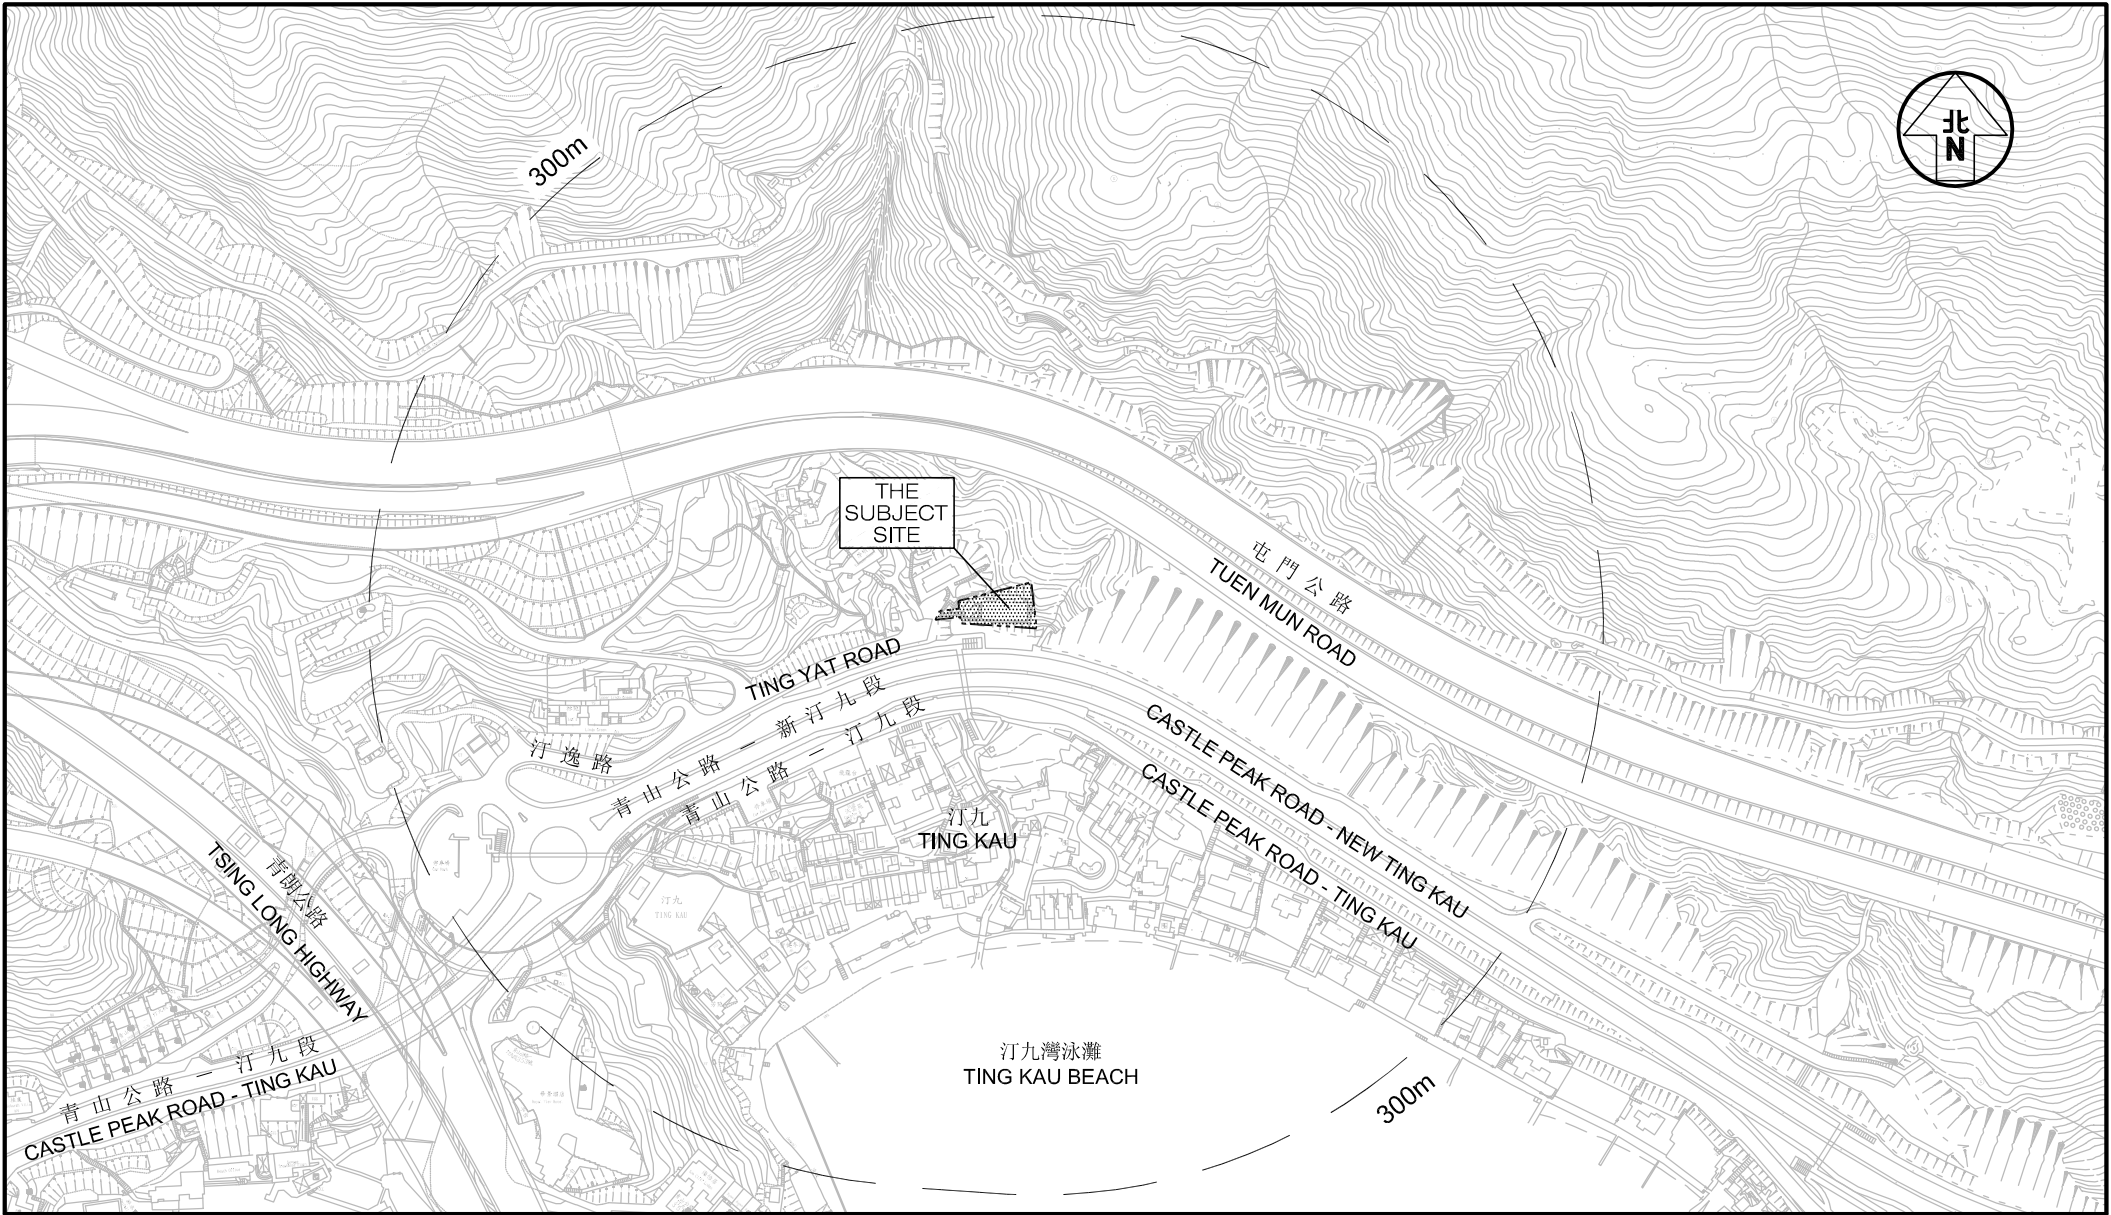 300m
北
N
THE
SUBJECT
SITE
屯門公路
TUEN MUN ROAD
TING YAT ROAD
汀逸路
青山公路 － 新汀九段
青山公路 － 汀九段
CASTLE PEAK ROAD - NEW TING KAU
CASTLE PEAK ROAD - TING KAU
汀九
TING KAU
汀九
TING KAU
青朗公路
TSING LONG HIGHWAY
青山公路 － 汀九段
CASTLE PEAK ROAD - TING KAU
汀九灣泳灘
TING KAU BEACH
300m